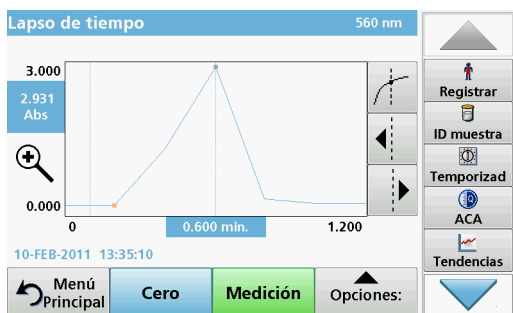 Lapso de tiempo 560 nm
3.000
2.931
Abs
0.000
0 0.600 min. 1.200
10-FEB-2011 13:35:10
Menú
Principal
Cero
Medición
Opciones:
Registrar
ID muestra
Temporizad
ACA
Tendencias